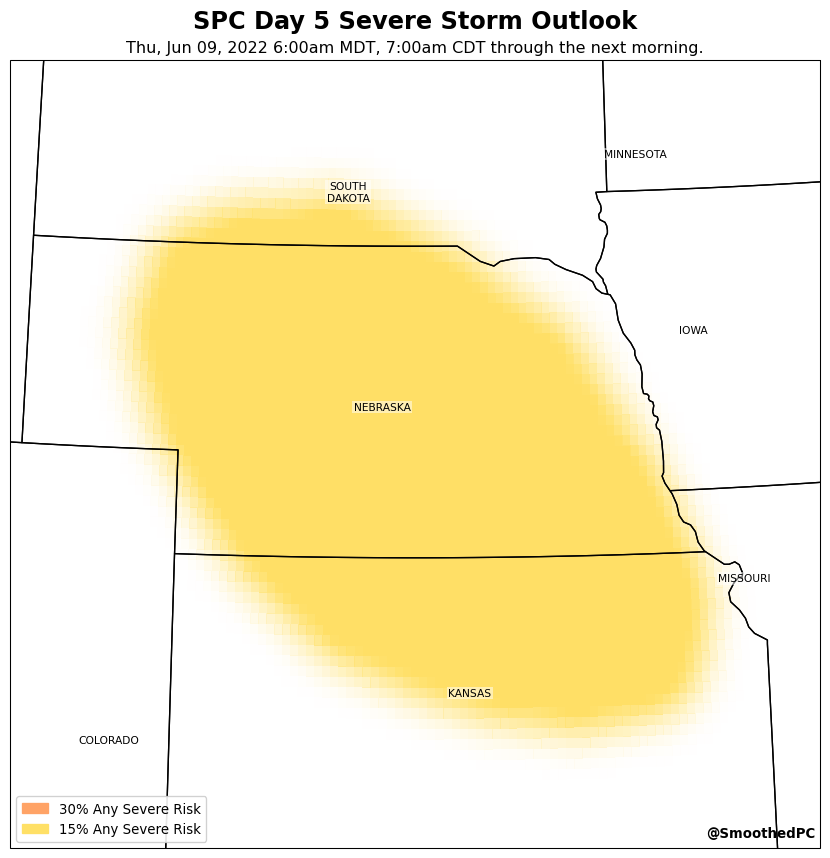 SPC Day 5 Severe Storm Outlook
Thu, Jun 09, 2022 6:00am MDT, 7:00am CDT through the next morning.
MINNESOTA
SOUTH
DAKOTA
IOWA
NEBRASKA
MISSOURI
KANSAS
COLORADO
30% Any Severe Risk
15% Any Severe Risk
@SmoothedPC